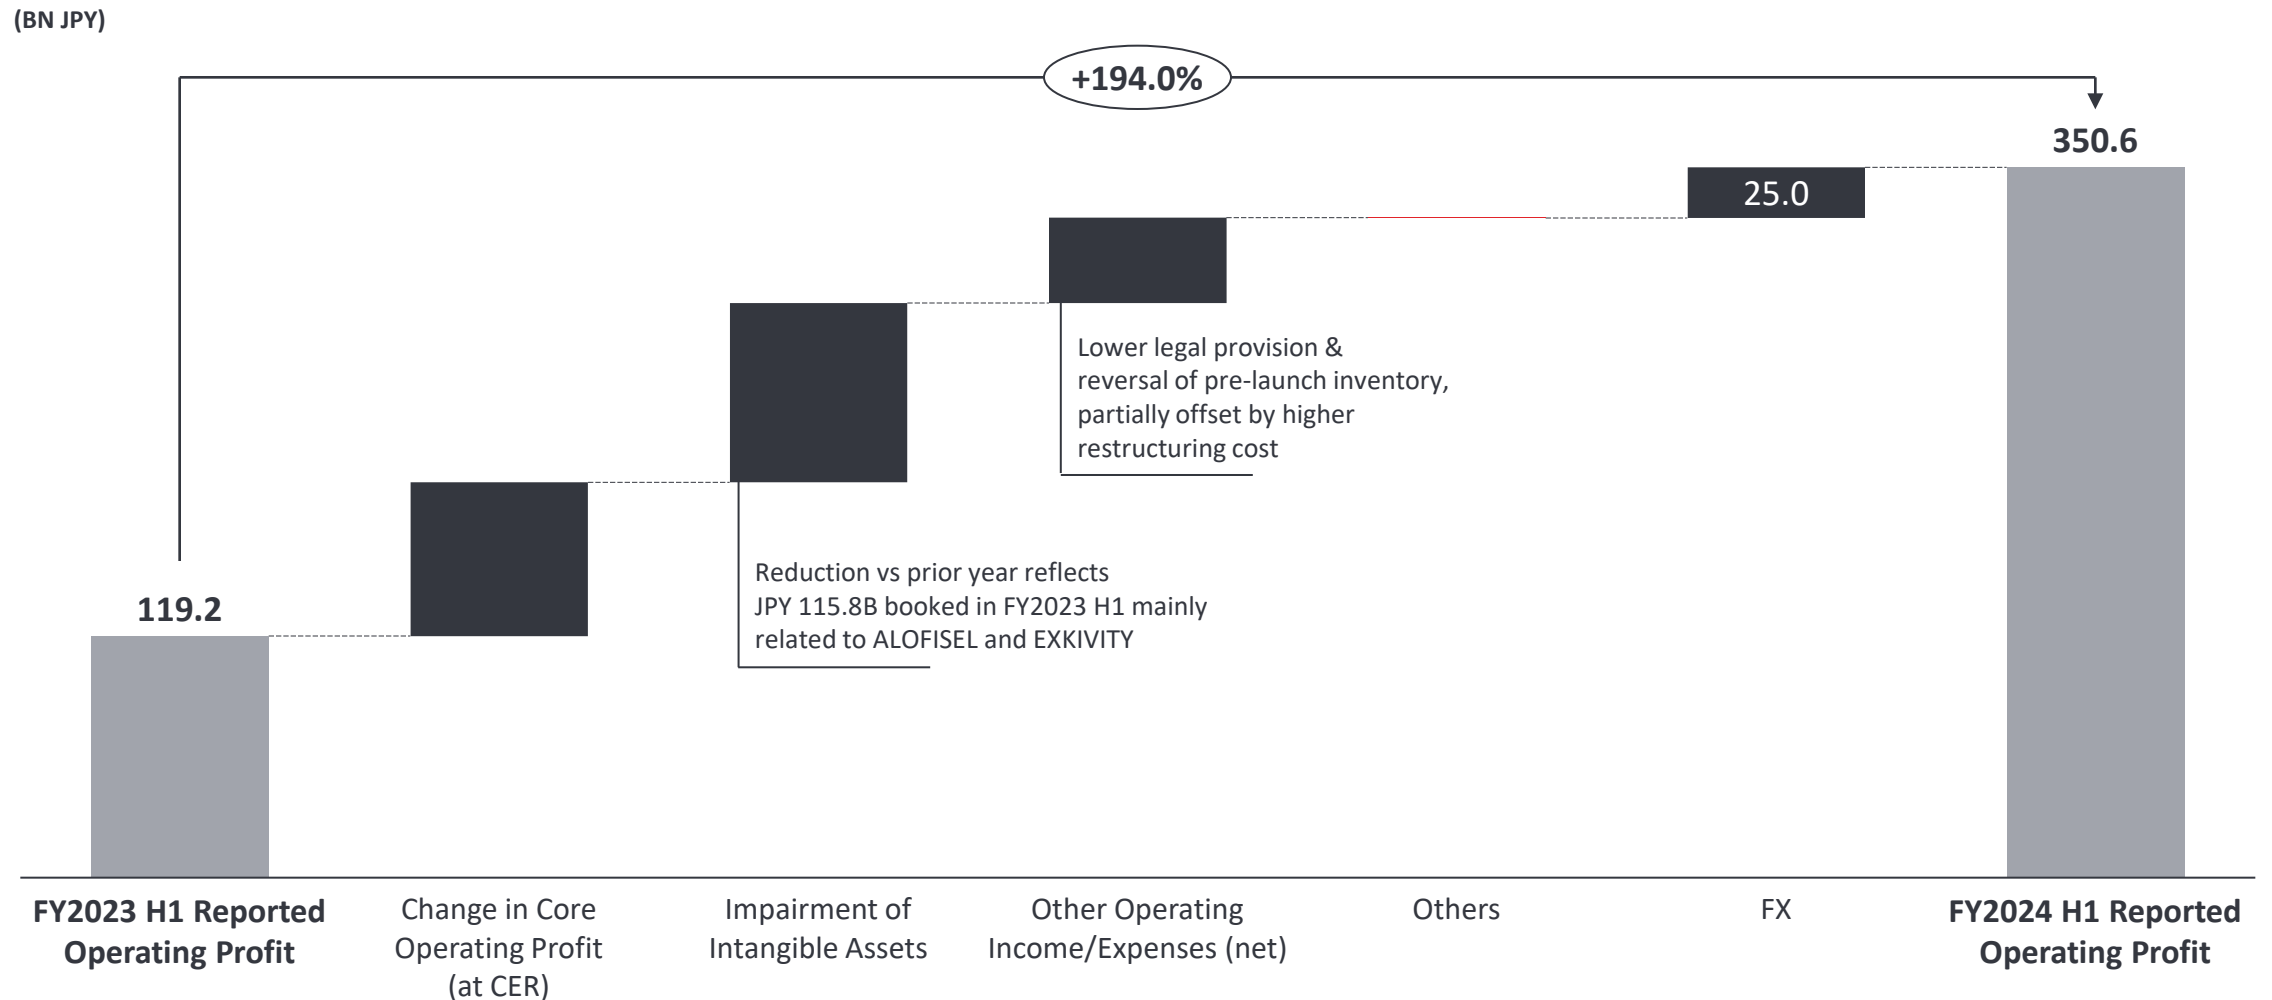 (BN JPY)
+194.0%
350.6
25.0
Lower legal provision &
reversal of pre-launch inventory,
partially offset by higher
restructuring cost
Reduction vs prior year reflects
JPY 115.8B booked in FY2023 H1 mainly
related to ALOFISEL and EXKIVITY
119.2
FY2023 H1 Reported
Operating Profit
Change in Core
Operating Profit
(at CER)
Impairment of
Intangible Assets
Other Operating
Income/Expenses (net)
Others
FX
FY2024 H1 Reported
Operating Profit